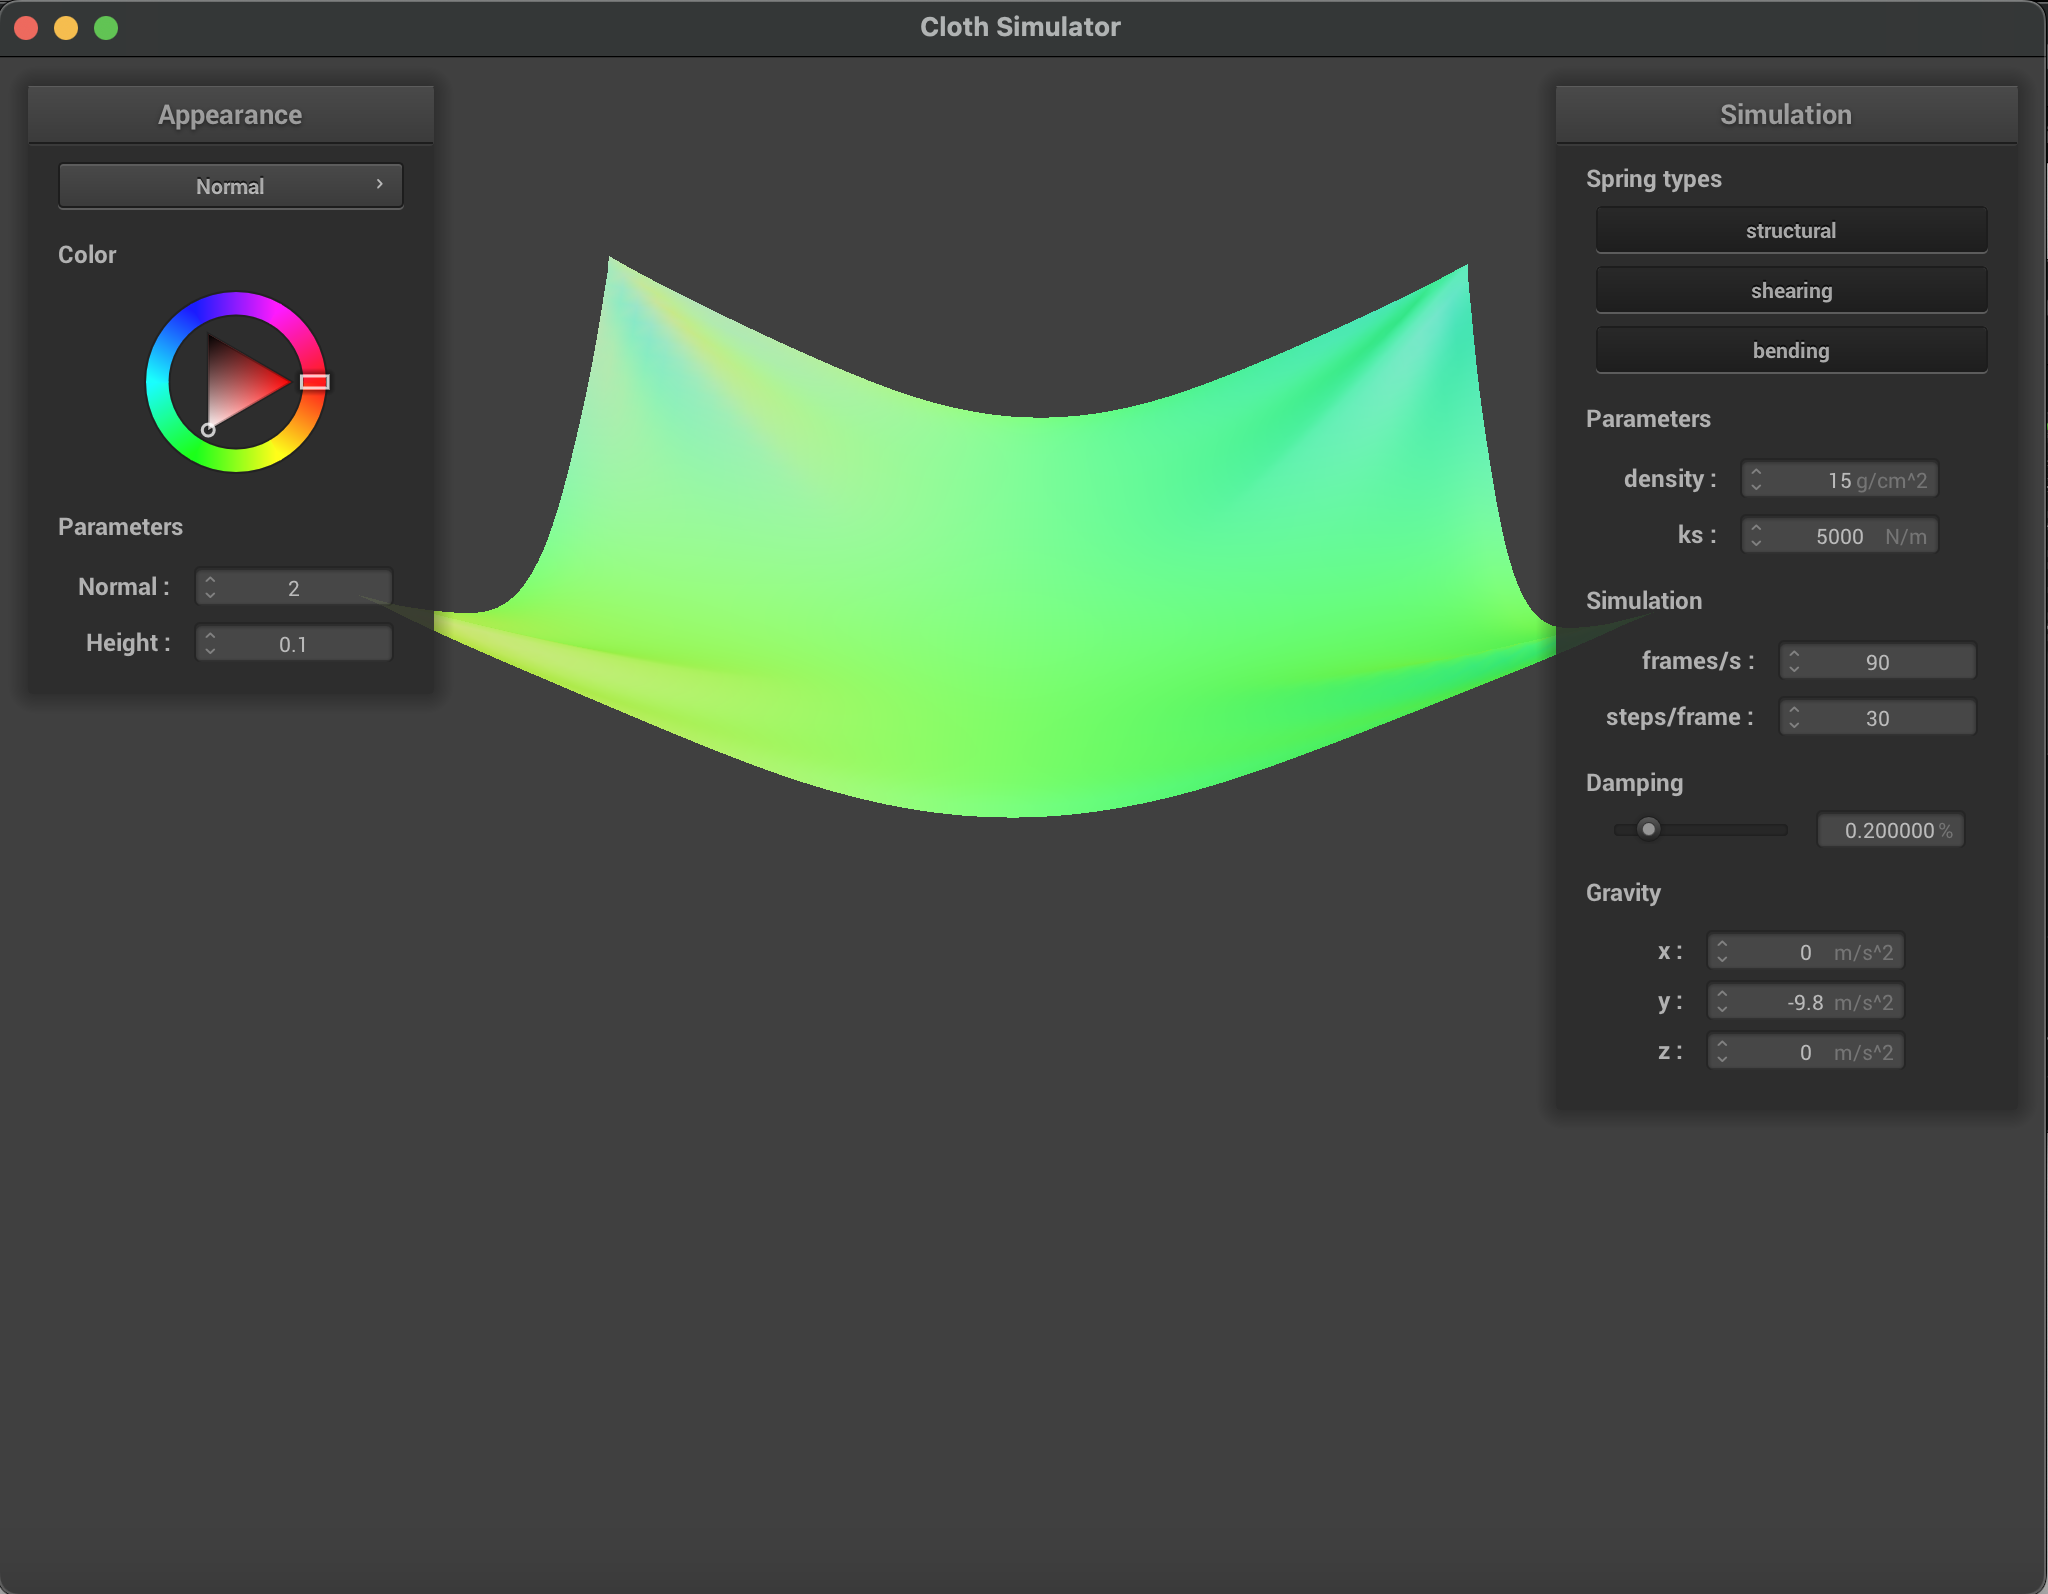 Cloth Simulator
Appearance
Normal
Color
Parameters
Normal : 2
Height : 0.1
Simulation
Spring types
structural
shearing
bending
Parameters
density : 15 g/cm^2
ks : 5000 N/m
Simulation
frames/s : 90
steps/frame : 30
Damping
0.200000 %
Gravity
x : 0 m/s^2
y : -9.8 m/s^2
z : 0 m/s^2